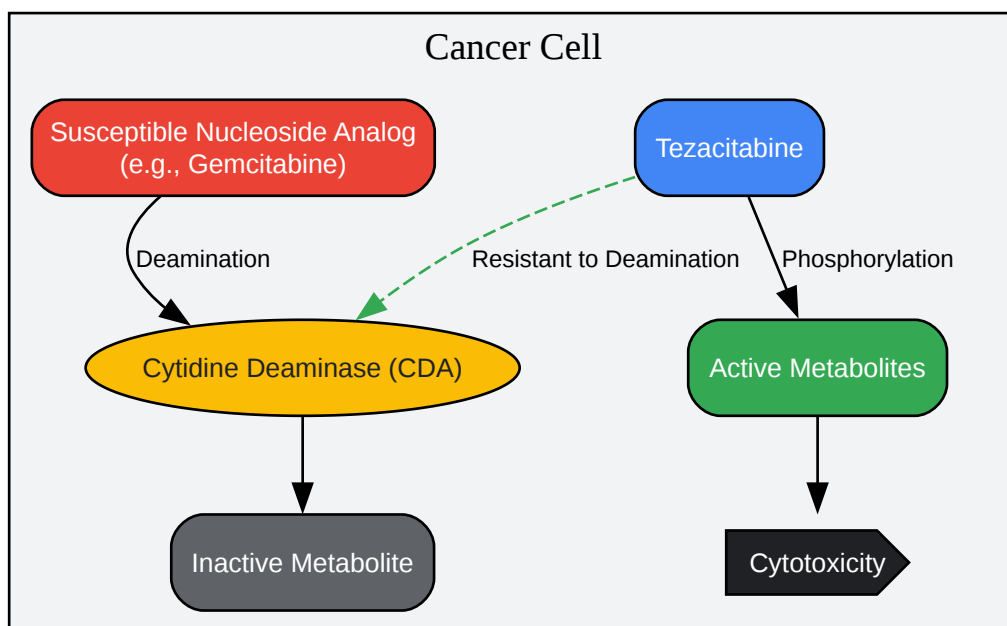 Cancer Cell
Susceptible Nucleoside Analog
(e.g., Gemcitabine)
Tezacitabine
Deamination
Resistant to Deamination
Phosphorylation
Cytidine Deaminase (CDA)
Active Metabolites
Inactive Metabolite
Cytotoxicity